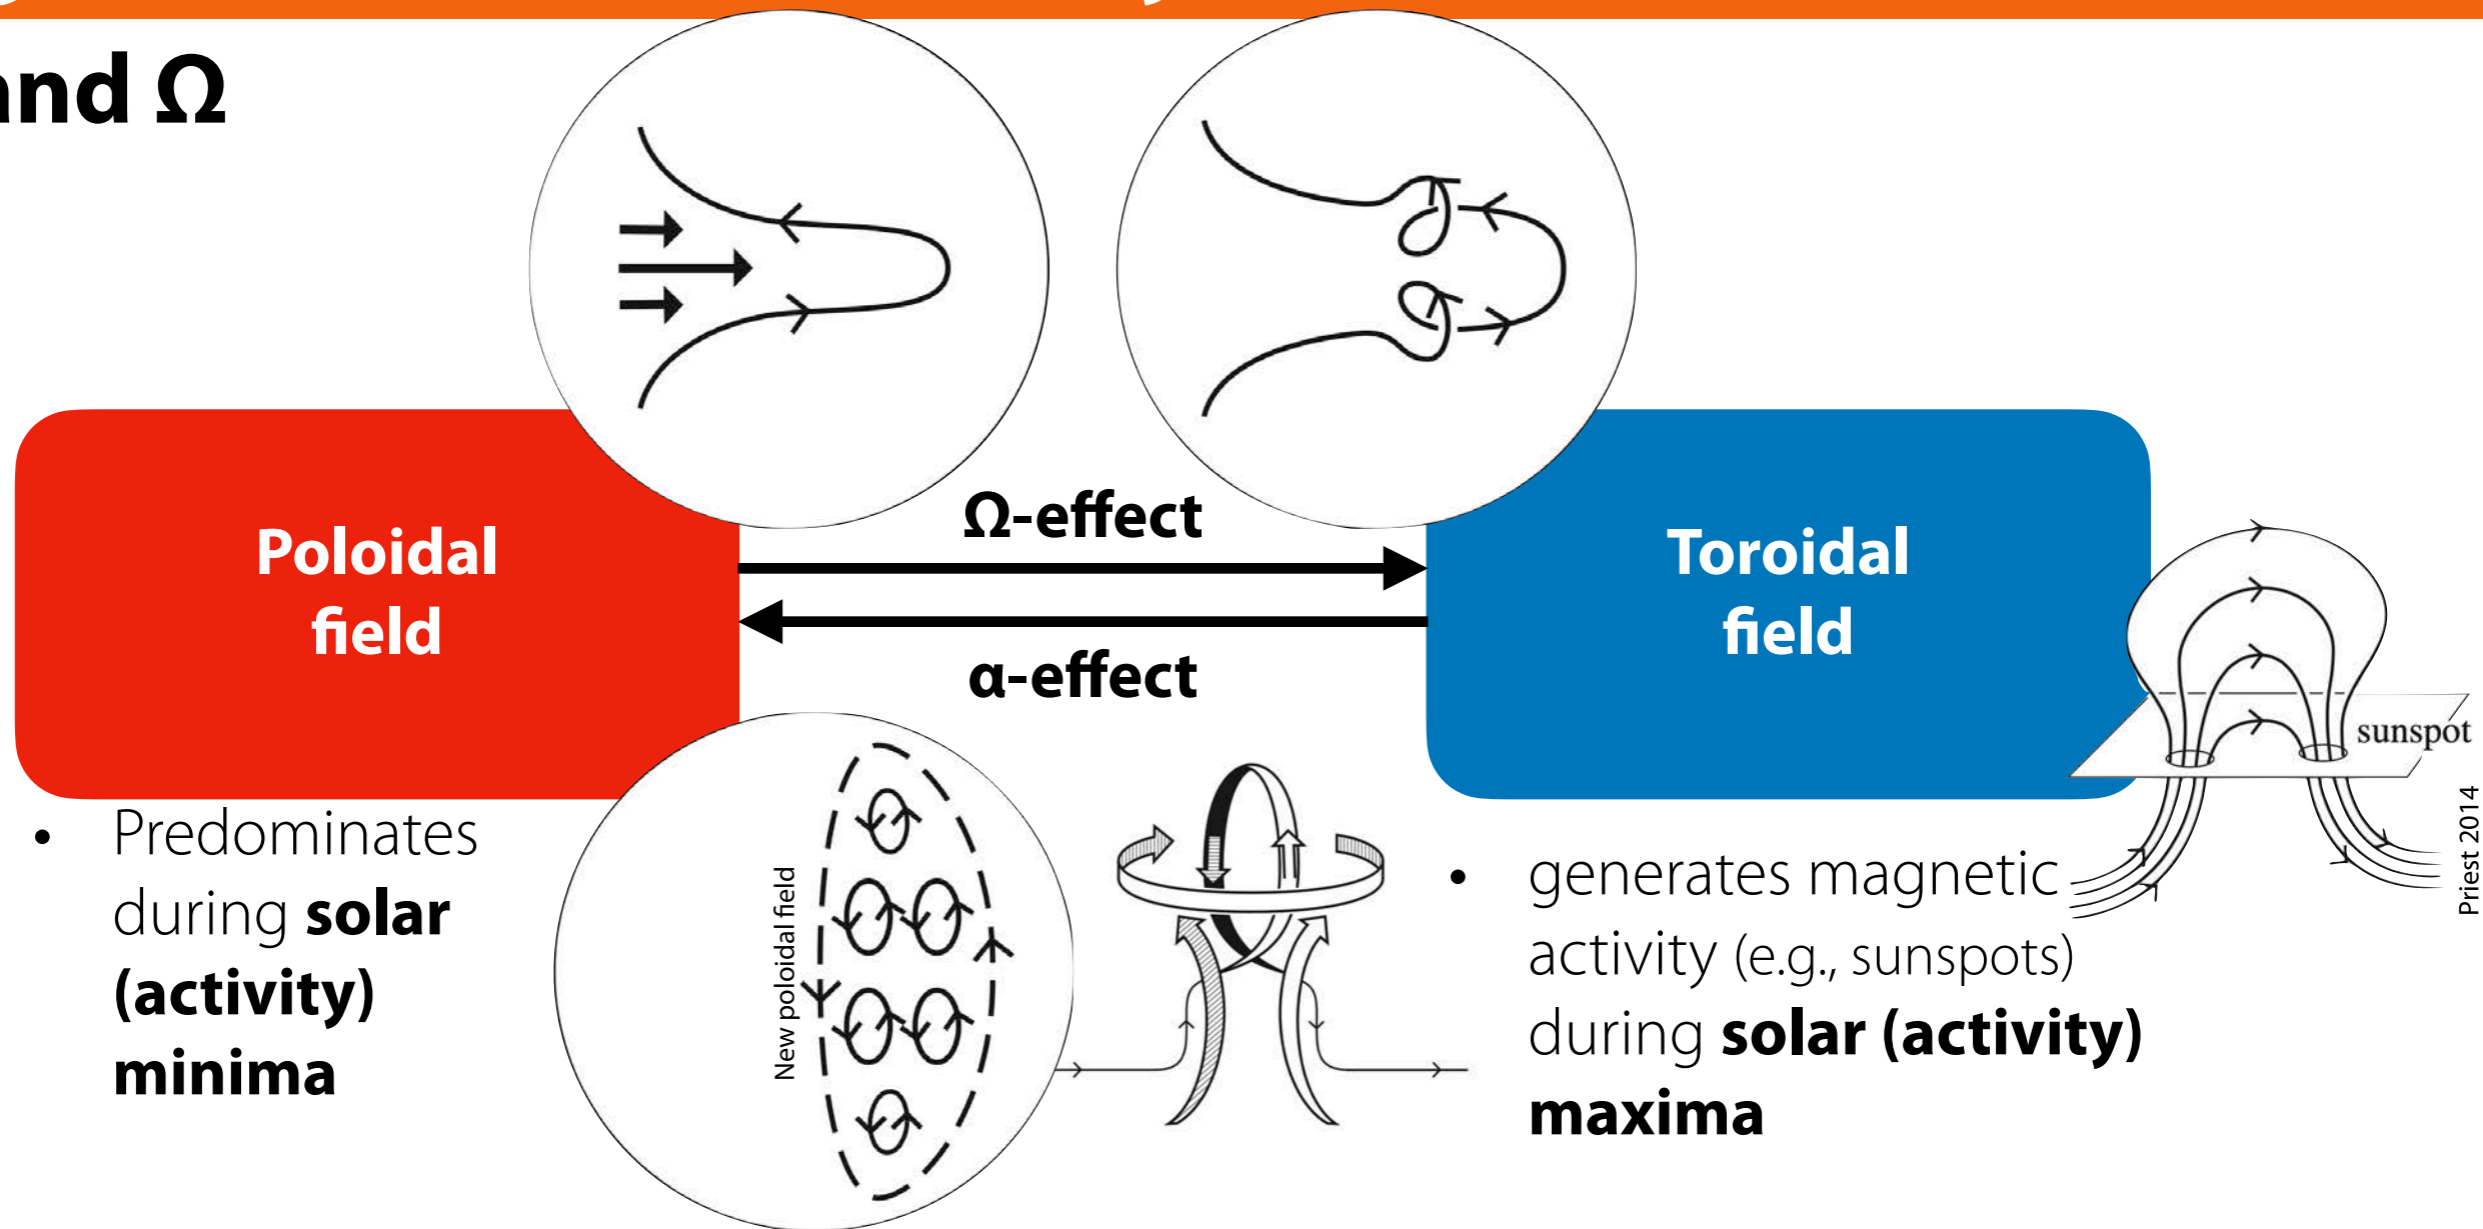 and Ω
Ω-effect
α-effect
Poloidal
field
Toroidal
field
• Predominates
during solar
(activity)
minima
New poloidal field
• generates magnetic
activity (e.g., sunspots)
during solar (activity)
maxima
sunspot
Priest 2014